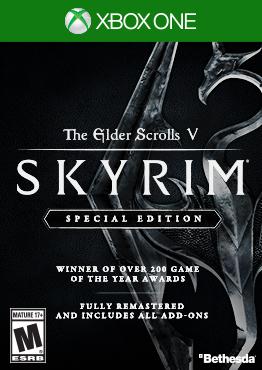 XBOX ONE
The Elder Scrolls V
SKYRIM®
SPECIAL EDITION
WINNER OF OVER 200 GAME
OF THE YEAR AWARDS
FULLY REMASTERED
AND INCLUDES ALL ADD-ONS
MATURE 17+
M
ESRB
Bethesda